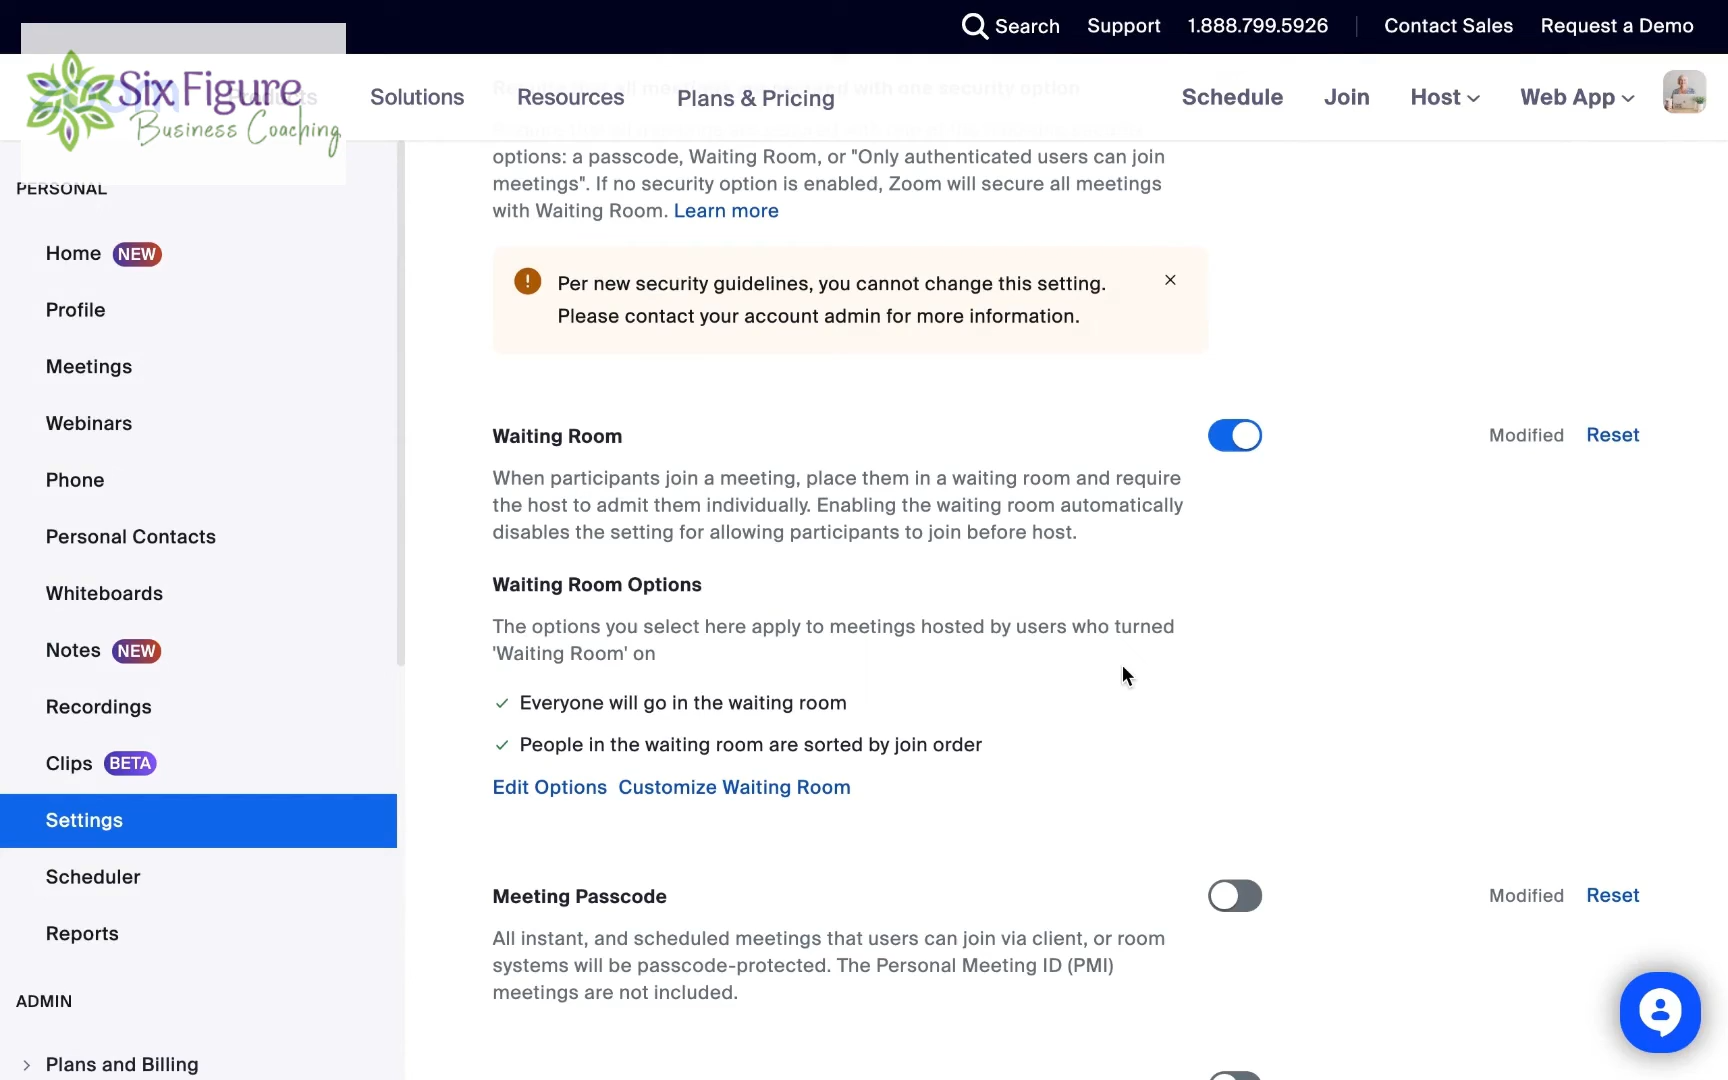 Search Support 1.888.799.5926 Contact Sales Request a Demo
Six Figure
Business Coaching
Products Solutions Resources Plans & Pricing Schedule Join Host Web App
options: a passcode, Waiting Room, or "Only authenticated users can join
meetings". If no security option is enabled, Zoom will secure all meetings
with Waiting Room. Learn more
Per new security guidelines, you cannot change this setting.
Please contact your account admin for more information.
PERSONAL
Home NEW
Profile
Meetings
Webinars
Phone
Personal Contacts
Whiteboards
Notes NEW
Recordings
Clips BETA
Settings
Scheduler
Reports
ADMIN
Plans and Billing
Waiting Room Modified Reset
When participants join a meeting, place them in a waiting room and require
the host to admit them individually. Enabling the waiting room automatically
disables the setting for allowing participants to join before host.
Waiting Room Options
The options you select here apply to meetings hosted by users who turned
'Waiting Room' on
Everyone will go in the waiting room
People in the waiting room are sorted by join order
Edit Options Customize Waiting Room
Meeting Passcode Modified Reset
All instant, and scheduled meetings that users can join via client, or room
systems will be passcode-protected. The Personal Meeting ID (PMI)
meetings are not included.